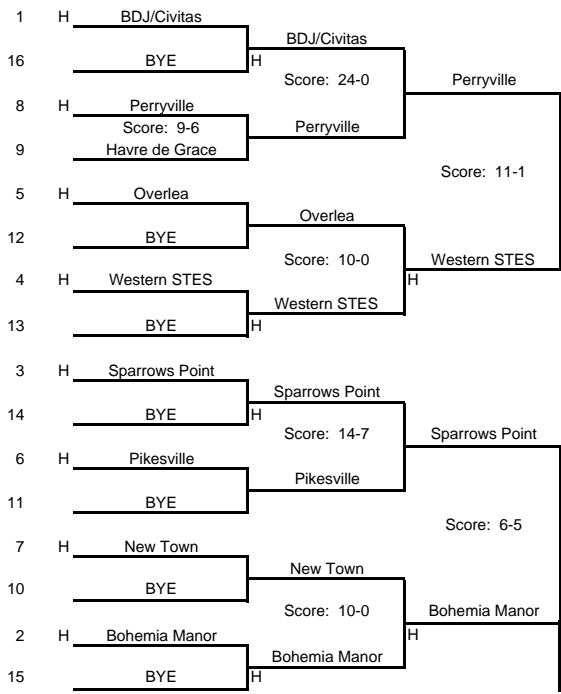 1 H BDJ/Civitas
BDJ/Civitas
16 BYE H
Score: 24-0 Perryville
8 H Perryville
Score: 9-6 Perryville
9 Havre de Grace
Score: 11-1
5 H Overlea
Overlea
12 BYE
Score: 10-0 Western STES
4 H Western STES H
Western STES
13 BYE H
3 H Sparrows Point
Sparrows Point
14 BYE H
Score: 14-7 Sparrows Point
6 H Pikesville
Pikesville
11 BYE
Score: 6-5
7 H New Town
New Town
10 BYE
Score: 10-0 Bohemia Manor
2 H Bohemia Manor H
Bohemia Manor
15 BYE H